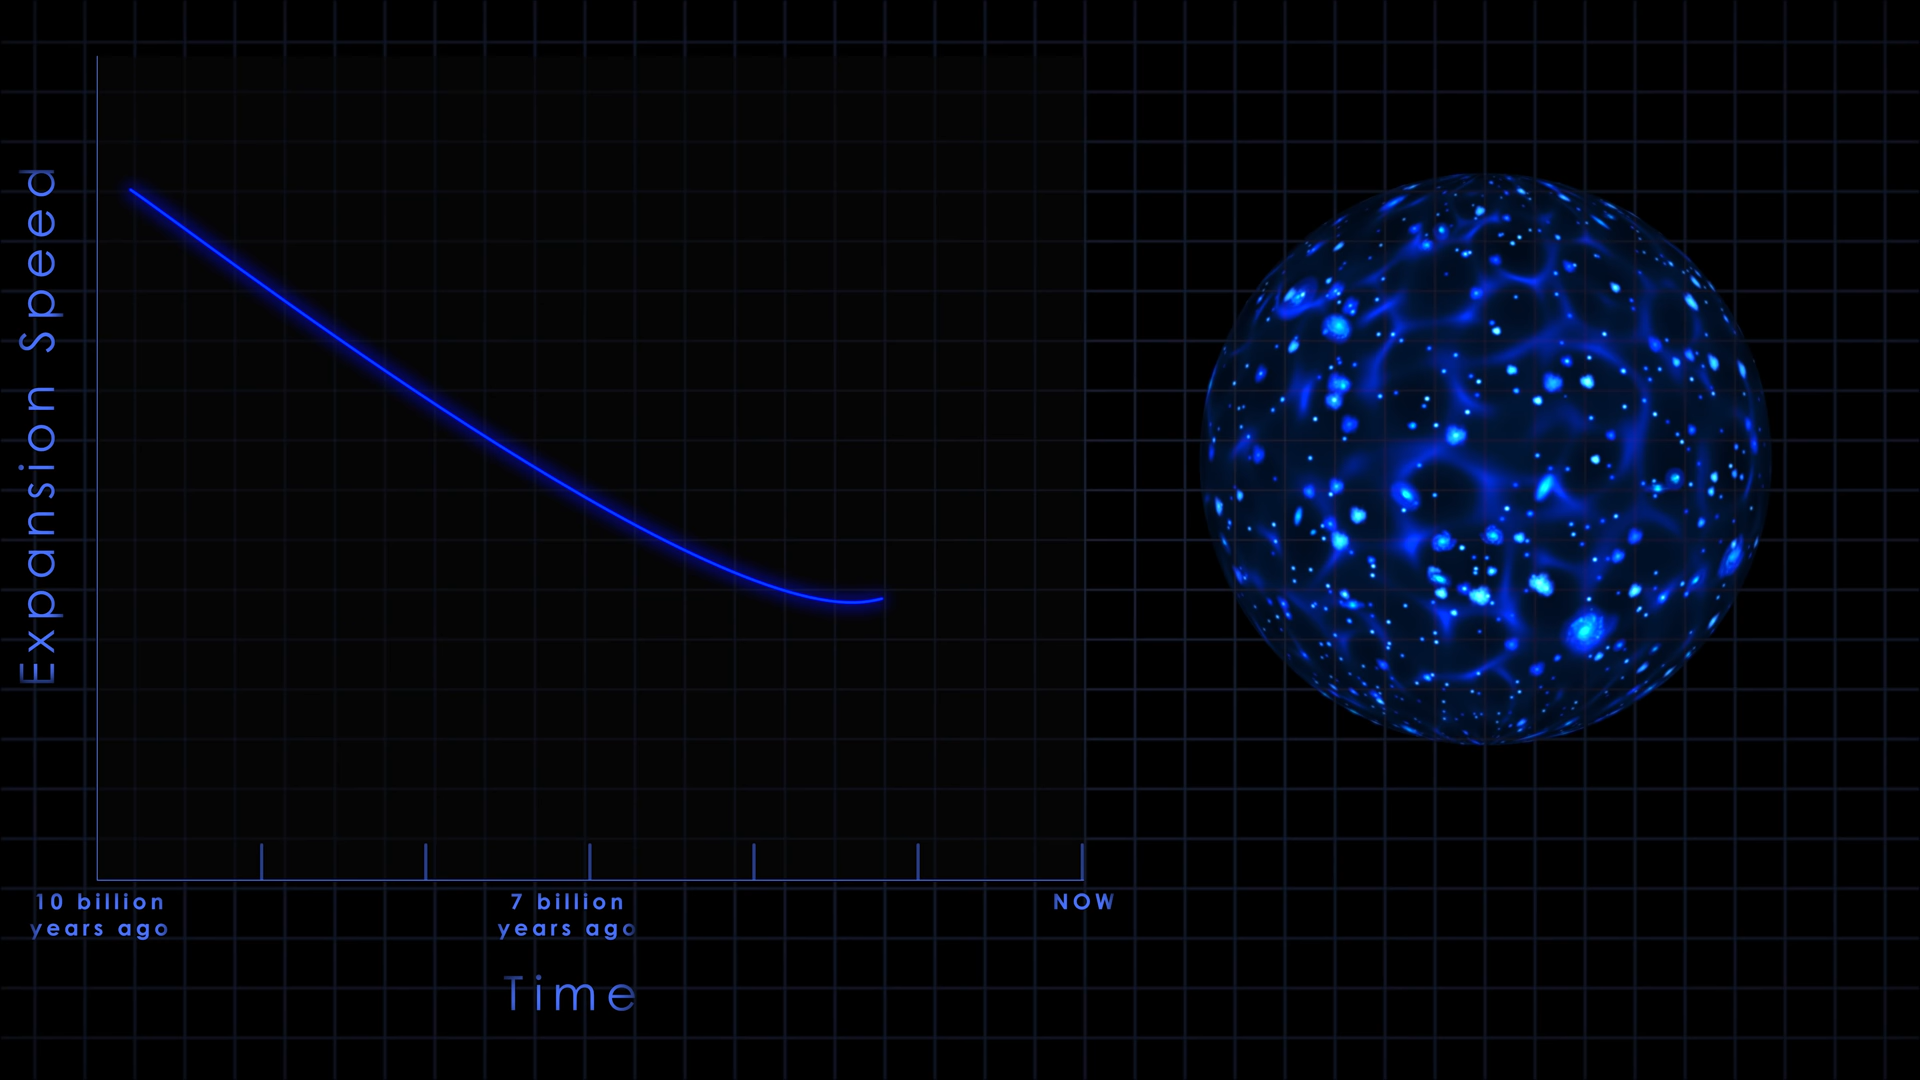 Expansion Speed
10 billion
years ago
7 billion
years ago
NOW
Time